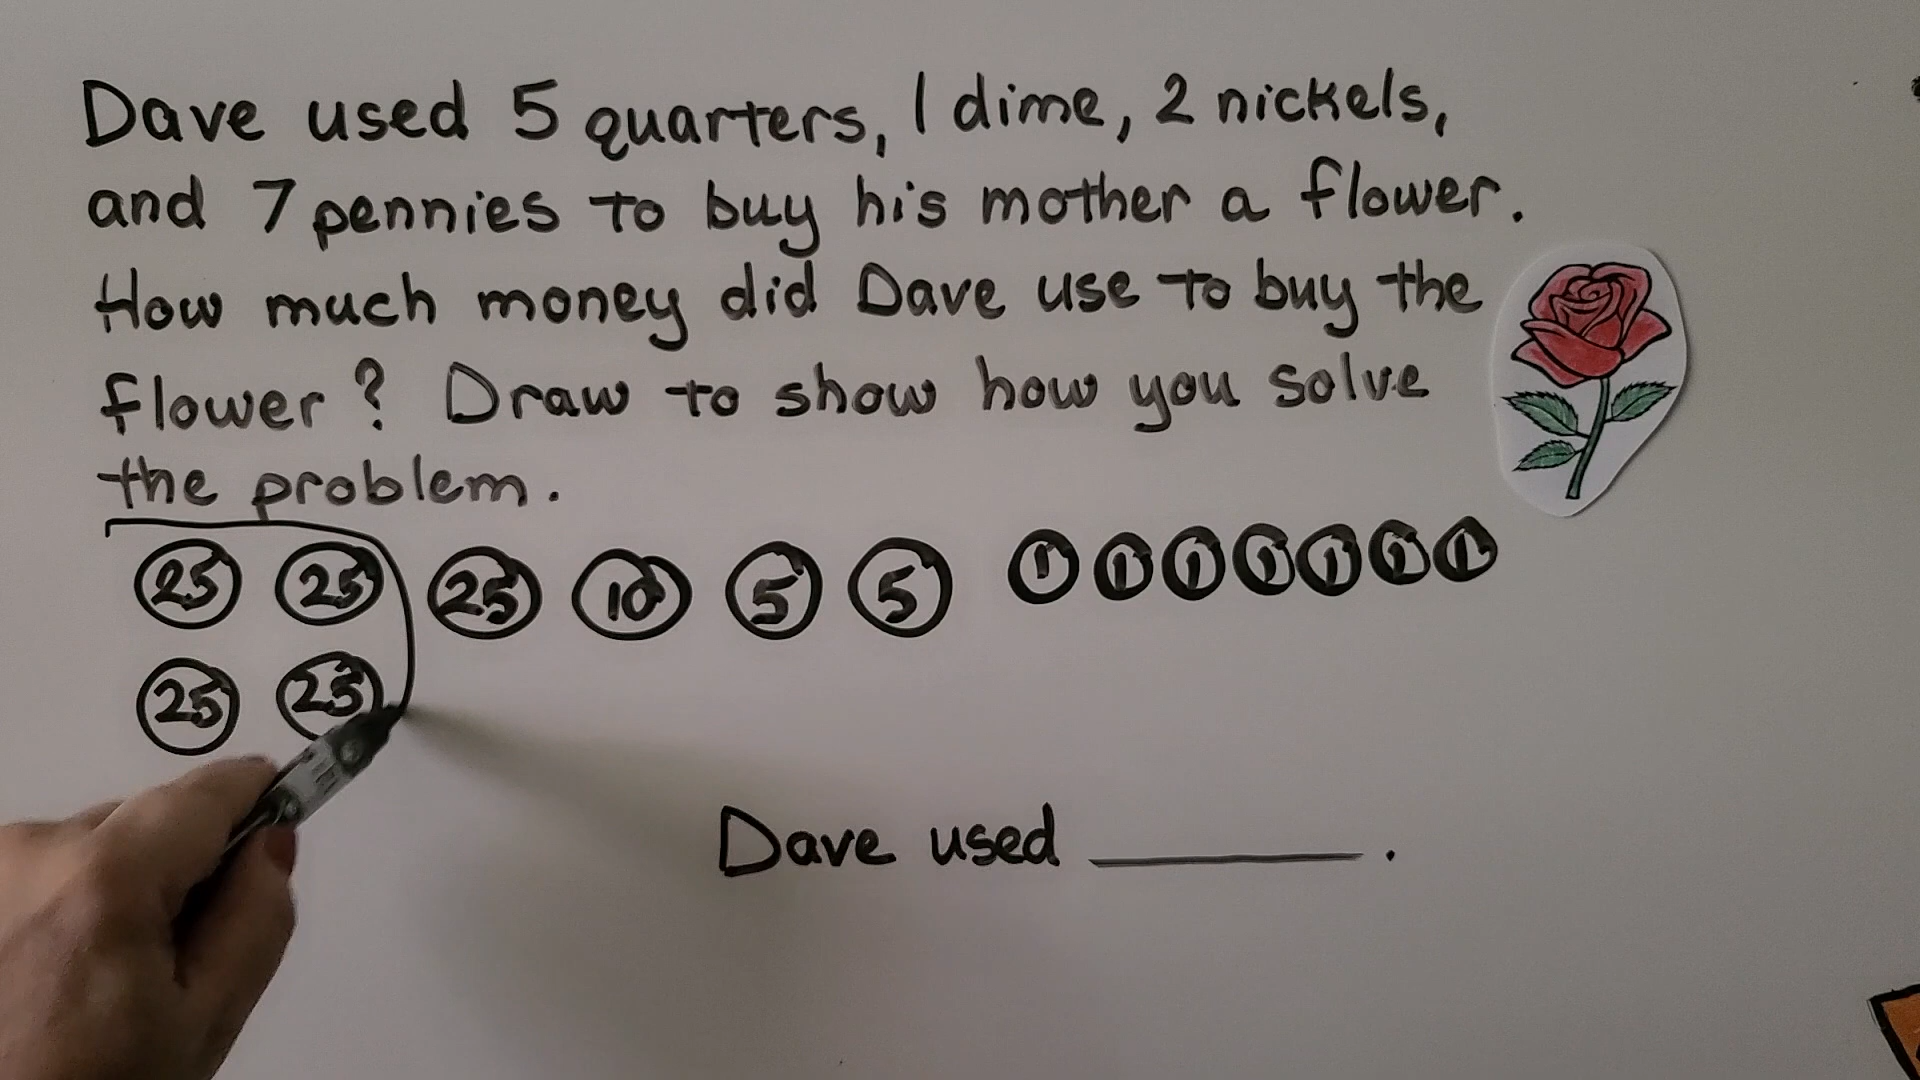 Dave used 5 quarters, 1 dime, 2 nickels,
and 7 pennies to buy his mother a flower.
How much money did Dave use to buy the
flower? Draw to show how you solve
the problem.
25 25 25 10 5 5 1 1 1 1 1 1 1
25 25
Dave used ________.